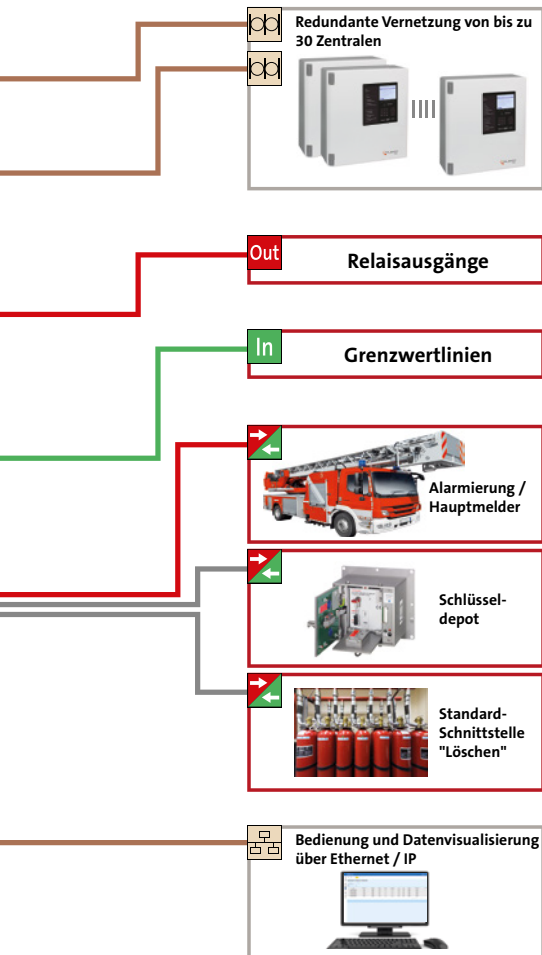 Redundante Vernetzung von bis zu
30 Zentralen
Out
Relaisausgänge
In
Grenzwertlinien
Alarmierung /
Hauptmelder
Schlüssel-
depot
Standard-
Schnittstelle
"Löschen"
Bedienung und Datenvisualisierung
über Ethernet / IP